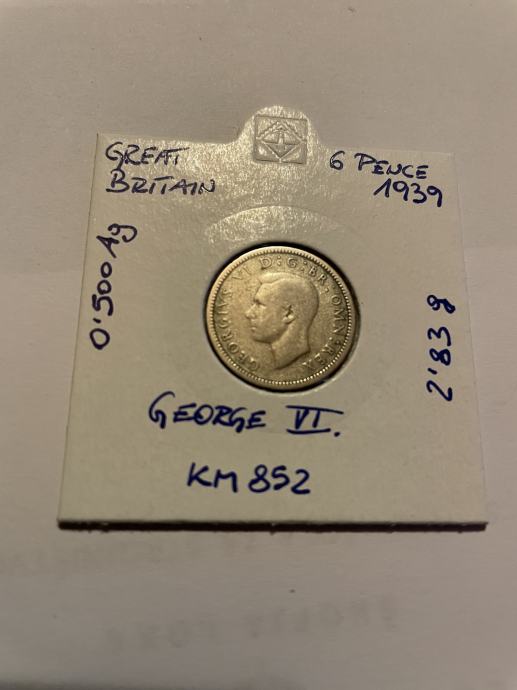 GREAT
BRITAIN
6 PENCE
1939
0'500 Ag
GEORGIVS VI D:G:BR:OMN:REX
2'83 g
GEORGE VI.
KM 852